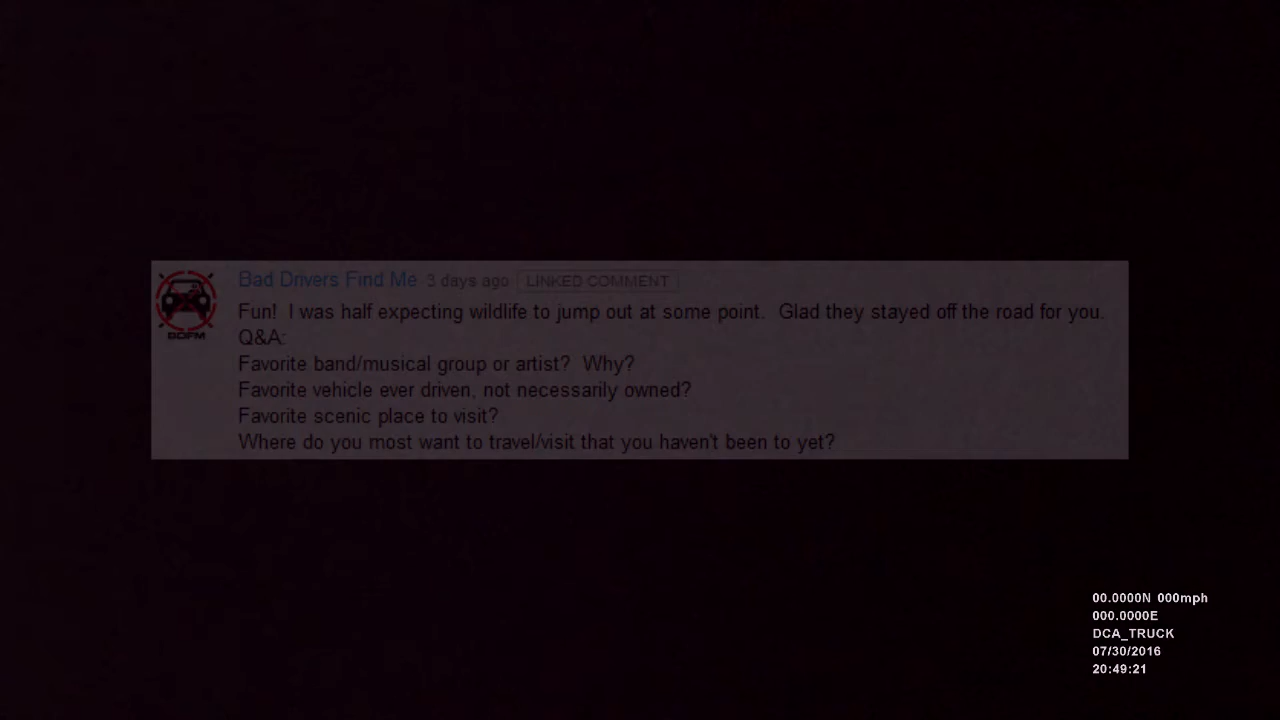 Bad Drivers Find Me 3 days ago LINKED COMMENT
Fun!  I was half expecting wildlife to jump out at some point.  Glad they stayed off the road for you.
Q&A:
Favorite band/musical group or artist?  Why?
Favorite vehicle ever driven, not necessarily owned?
Favorite scenic place to visit?
Where do you most want to travel/visit that you haven't been to yet?
BDFM
00.0000N 000mph
000.0000E
DCA_TRUCK
07/30/2016
20:49:21